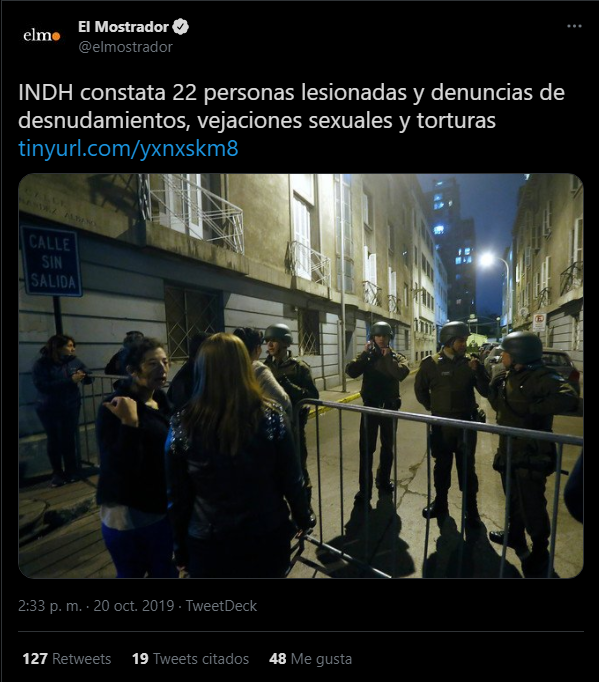 elmo
El Mostrador
@elmostrador
INDH constata 22 personas lesionadas y denuncias de
desnudamientos, vejaciones sexuales y torturas
tinyurl.com/yxnxskm8
CALLE
CALLE
SIN
SALIDA
E
2:33 p. m. · 20 oct. 2019 · TweetDeck
127 Retweets 19 Tweets citados 48 Me gusta